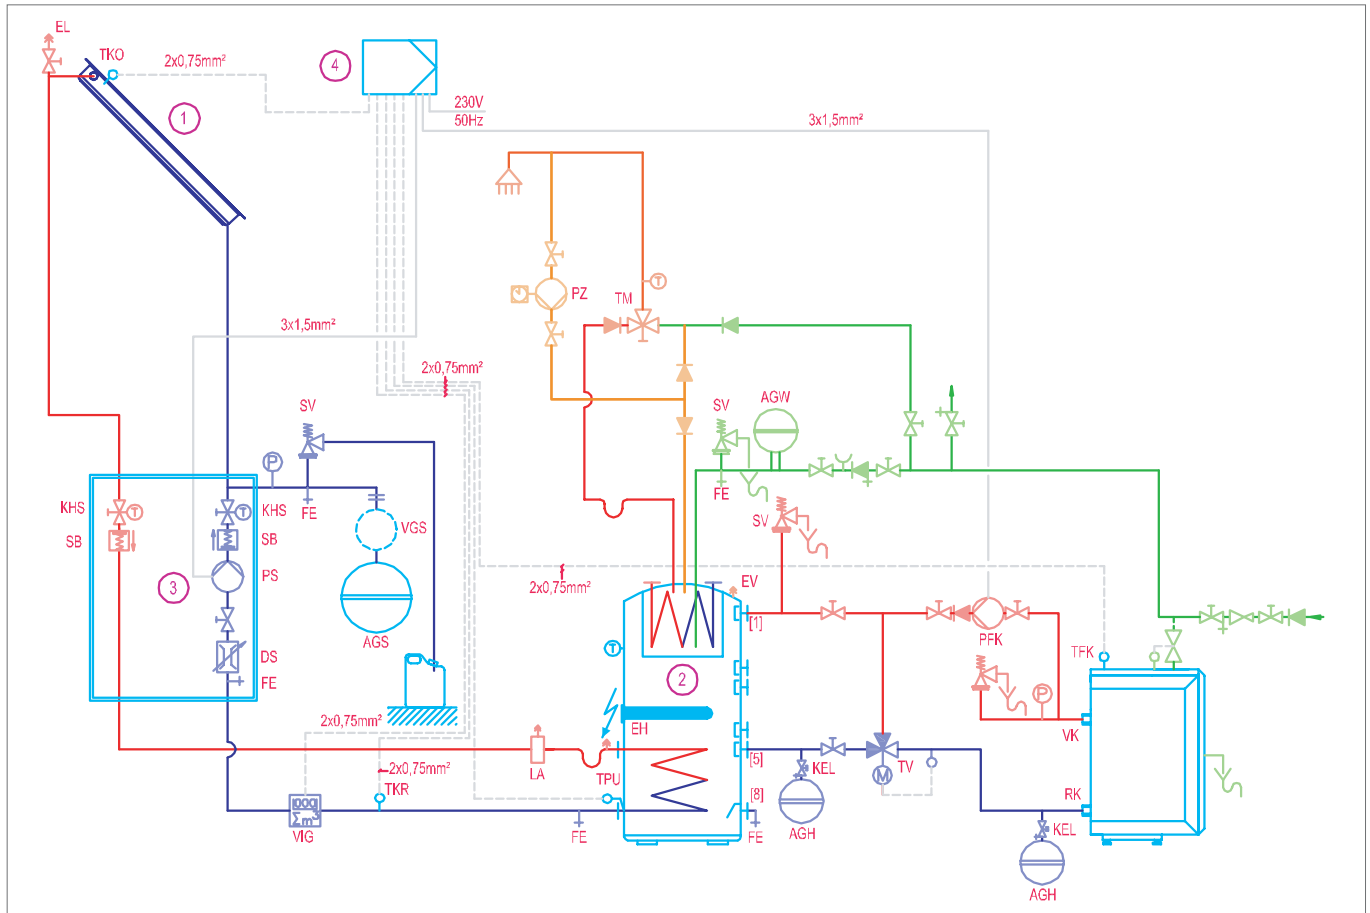 EL
TKO
2x0,75mm²
4
1
230V
50Hz
3x1,5mm²
3x1,5mm²
PZ
TM
T
2x0,75mm²
SV
SV
AGW
P
FE
FE
KHS
T
T
KHS
SB
SB
VGS
SV
3
PS
AGS
2x0,75mm²
EV
[1]
PFK
TFK
T
2
DS
FE
P
EH
VK
2x0,75mm²
LA
TPU
[5]
KEL
TV
M
2x0,75mm²
TKR
0001
Σm³
VIG
FE
[8]
FE
AGH
RK
KEL
AGH